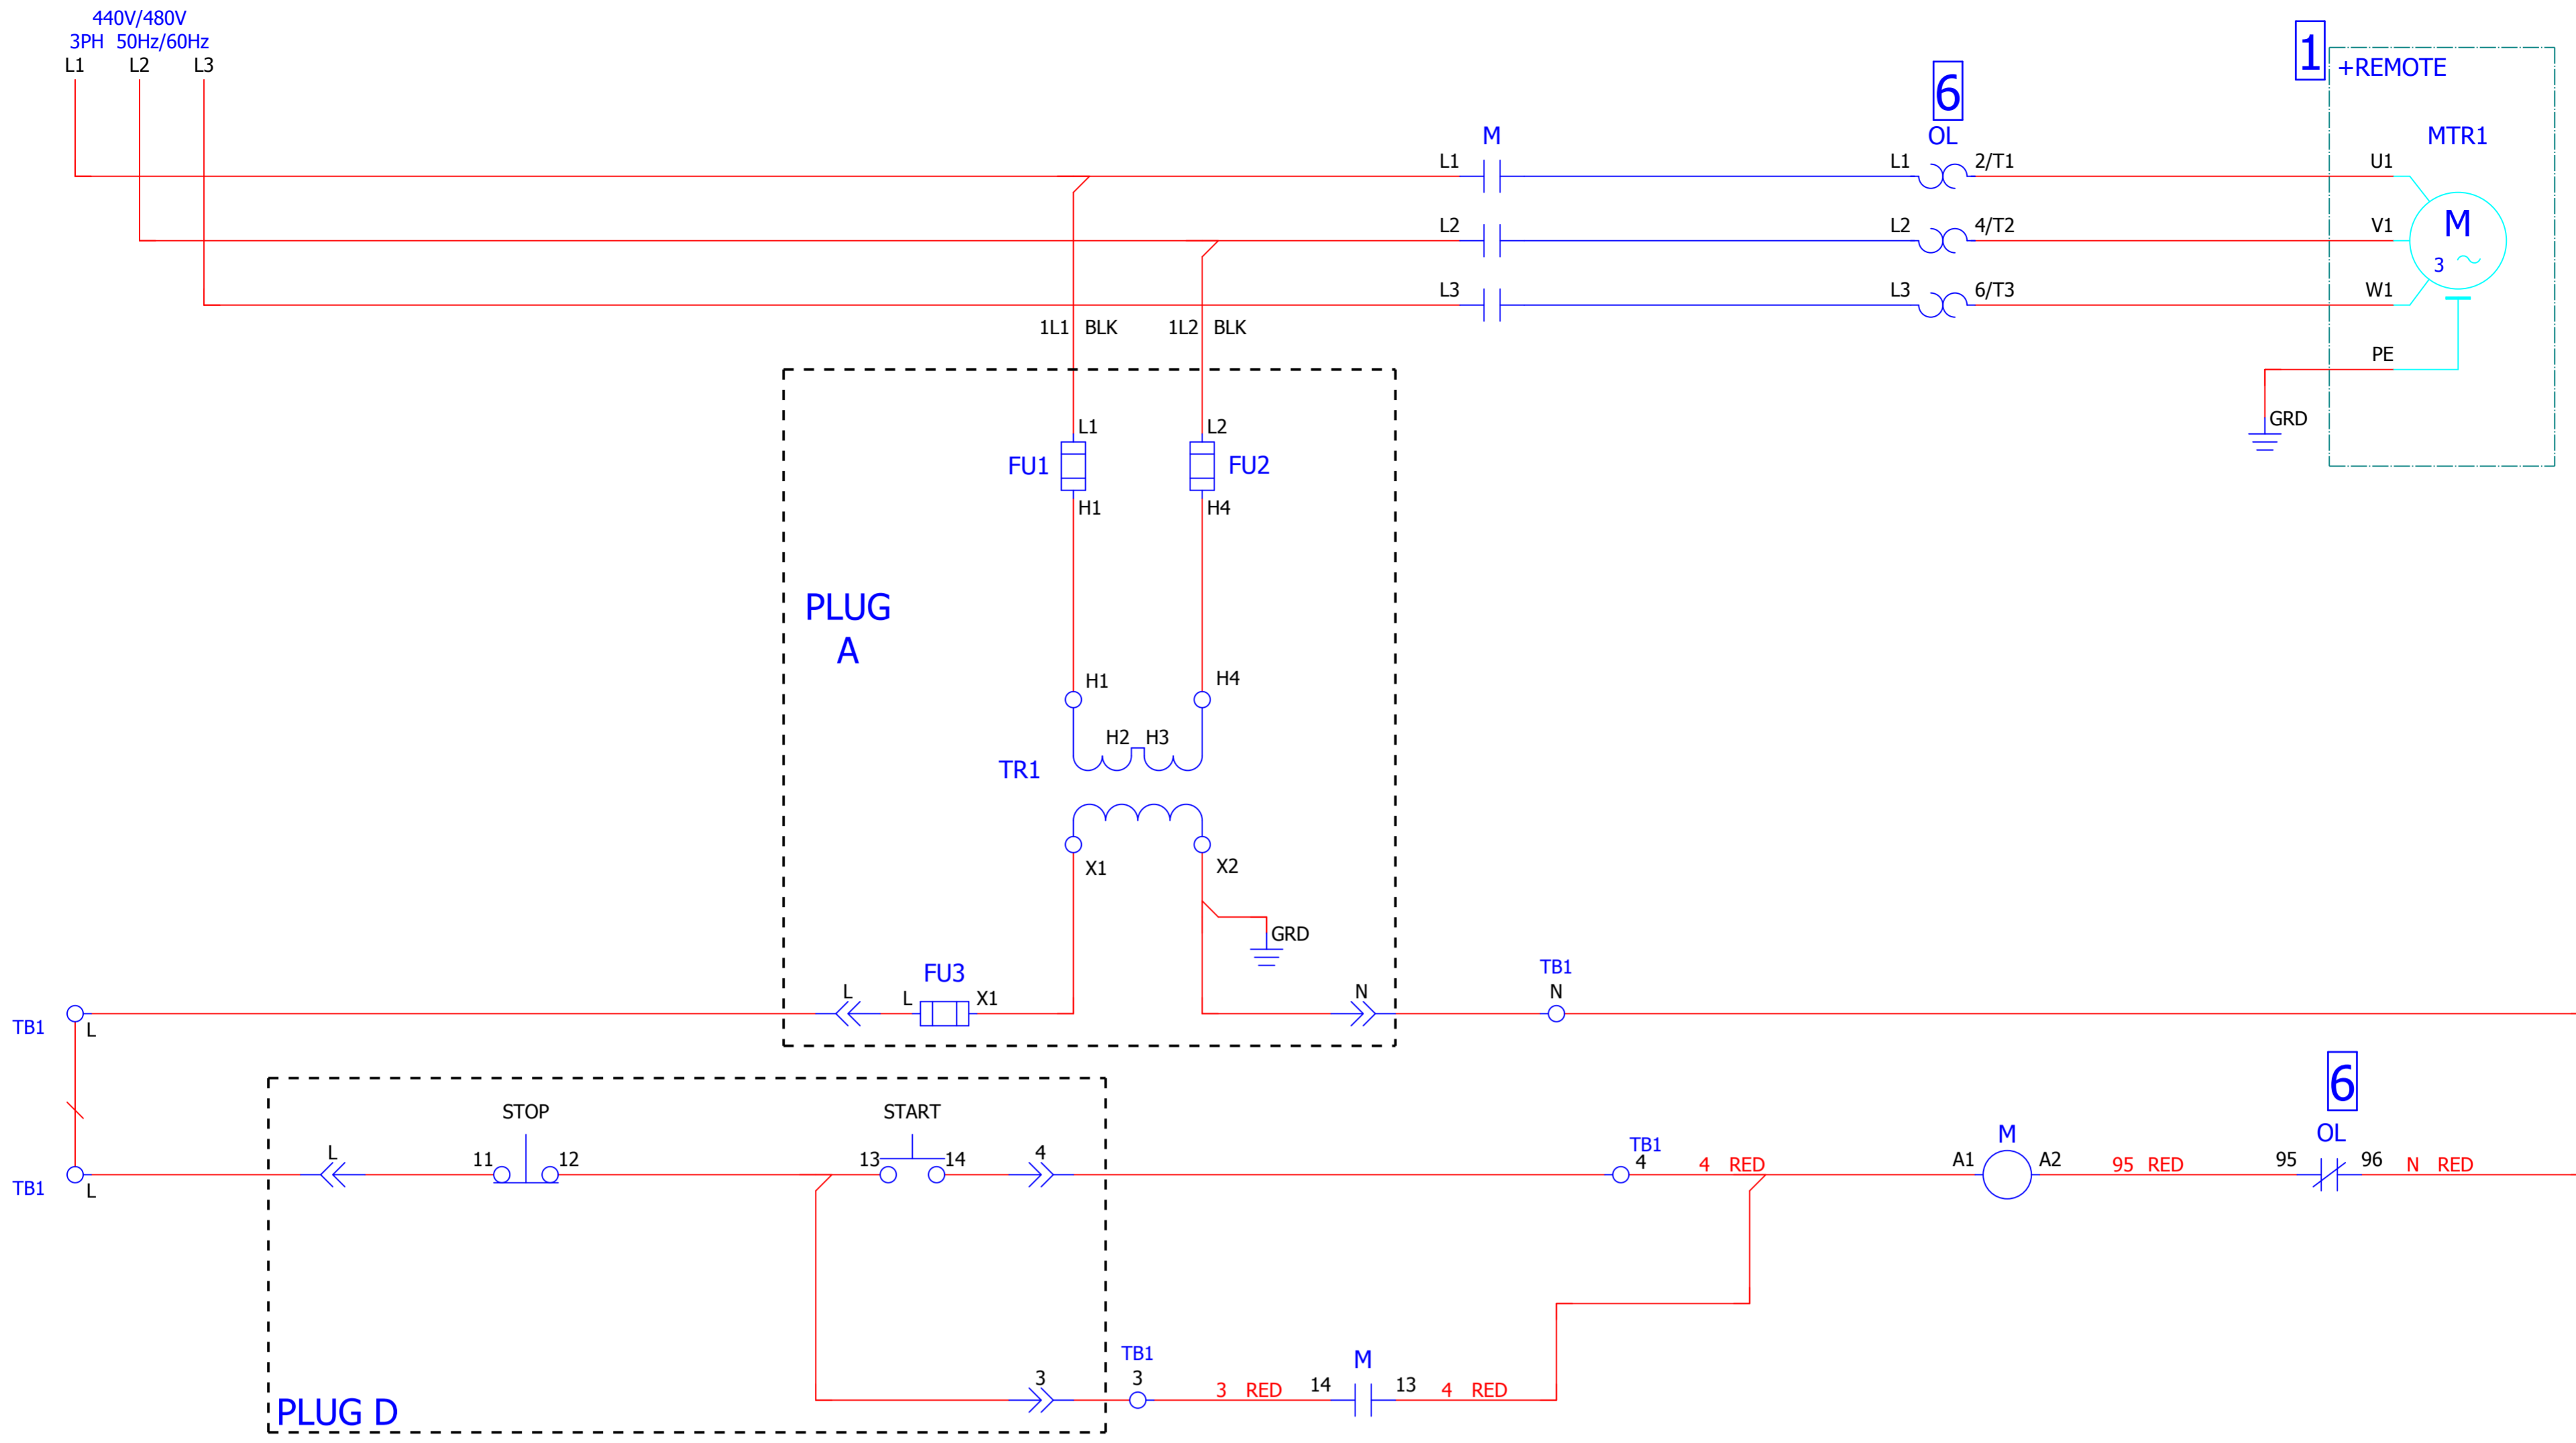 440V/480V
3PH 50Hz/60Hz
L1 L2 L3
1
+REMOTE
6
M OL MTR1
L1 L1 2/T1 U1
L2 L2 4/T2 V1
M
3
L3 L3 6/T3 W1
1L1 BLK 1L2 BLK
PE
GRD
L1 L2
FU1 FU2
H1 H4
PLUG
A
H1 H4
H2 H3
TR1
X1 X2
GRD
FU3 TB1
L L X1 N N
TB1 L
6
STOP START TB1 M OL
L 11 12 13 14 4 4 4 RED A1 A2 95 RED 95 96 N RED
TB1 L
TB1 M
3 3 3 RED 14 13 4 RED
PLUG D